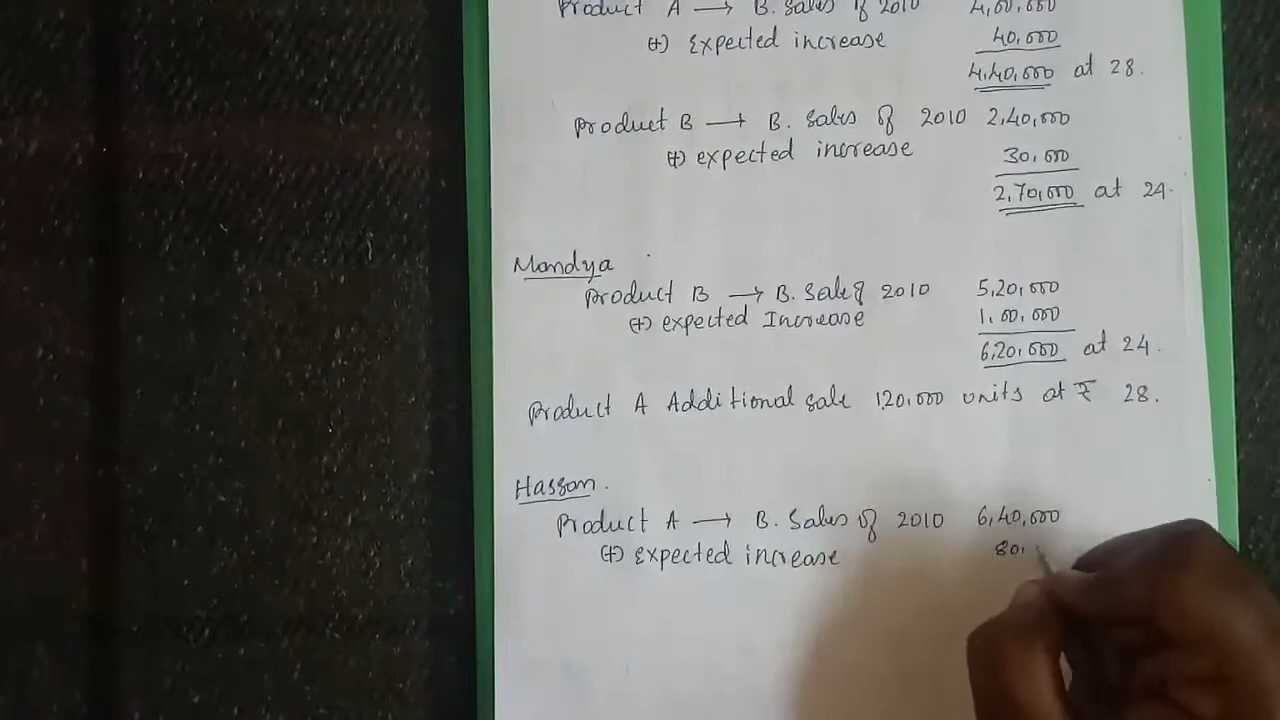 Product A → B. Sales of 2010 4,00,000
(+) Expected increase 40,000
4,40,000 at 28.
Product B → B. Sales of 2010 2,40,000
(+) expected increase 30,000
2,70,000 at 24.
Mandya
Product B → B. Sale of 2010 5,20,000
(+) expected Increase 1,00,000
6,20,000 at 24.
Product A Additional sale 1,20,000 units at ₹ 28.
Hassan.
Product A → B. Sales of 2010 6,40,000
(+) Expected increase 80,